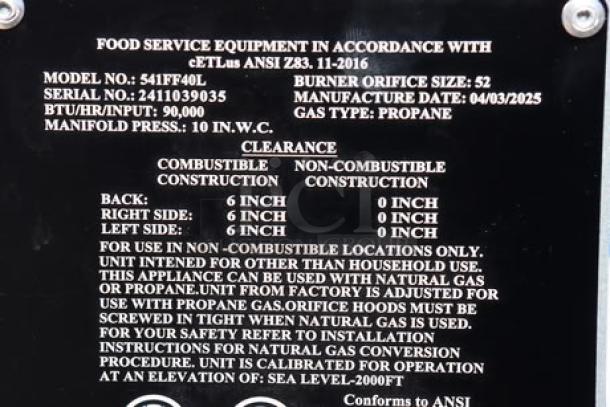 FOOD SERVICE EQUIPMENT IN ACCORDANCE WITH
cETLus ANSI Z83. 11-2016
MODEL NO.: 541FF40L BURNER ORIFICE SIZE: 52
SERIAL NO.: 2411039035 MANUFACTURE DATE: 04/03/2025
BTU/HR/INPUT: 90,000 GAS TYPE: PROPANE
MANIFOLD PRESS.: 10 IN.W.C.
CLEARANCE
COMBUSTIBLE NON-COMBUSTIBLE
CONSTRUCTION CONSTRUCTION
BACK: 6 INCH 0 INCH
RIGHT SIDE: 6 INCH 0 INCH
LEFT SIDE: 6 INCH 0 INCH
FOR USE IN NON -COMBUSTIBLE LOCATIONS ONLY.
UNIT INTENED FOR OTHER THAN HOUSEHOLD USE.
THIS APPLIANCE CAN BE USED WITH NATURAL GAS
OR PROPANE.UNIT FROM FACTORY IS ADJUSTED FOR
USE WITH PROPANE GAS.ORIFICE HOODS MUST BE
SCREWED IN TIGHT WHEN NATURAL GAS IS USED.
FOR YOUR SAFETY REFER TO INSTALLATION
INSTRUCTIONS FOR NATURAL GAS CONVERSION
PROCEDURE. UNIT IS CALIBRATED FOR OPERATION
AT AN ELEVATION OF: SEA LEVEL-2000FT
Conforms to ANSI